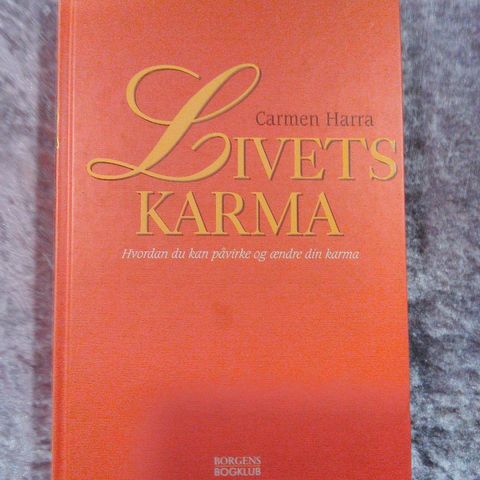 Carmen Harra
LIVETS
KARMA
Hvordan du kan påvirke og ændre din karma
BORGENS
BOGKLUB